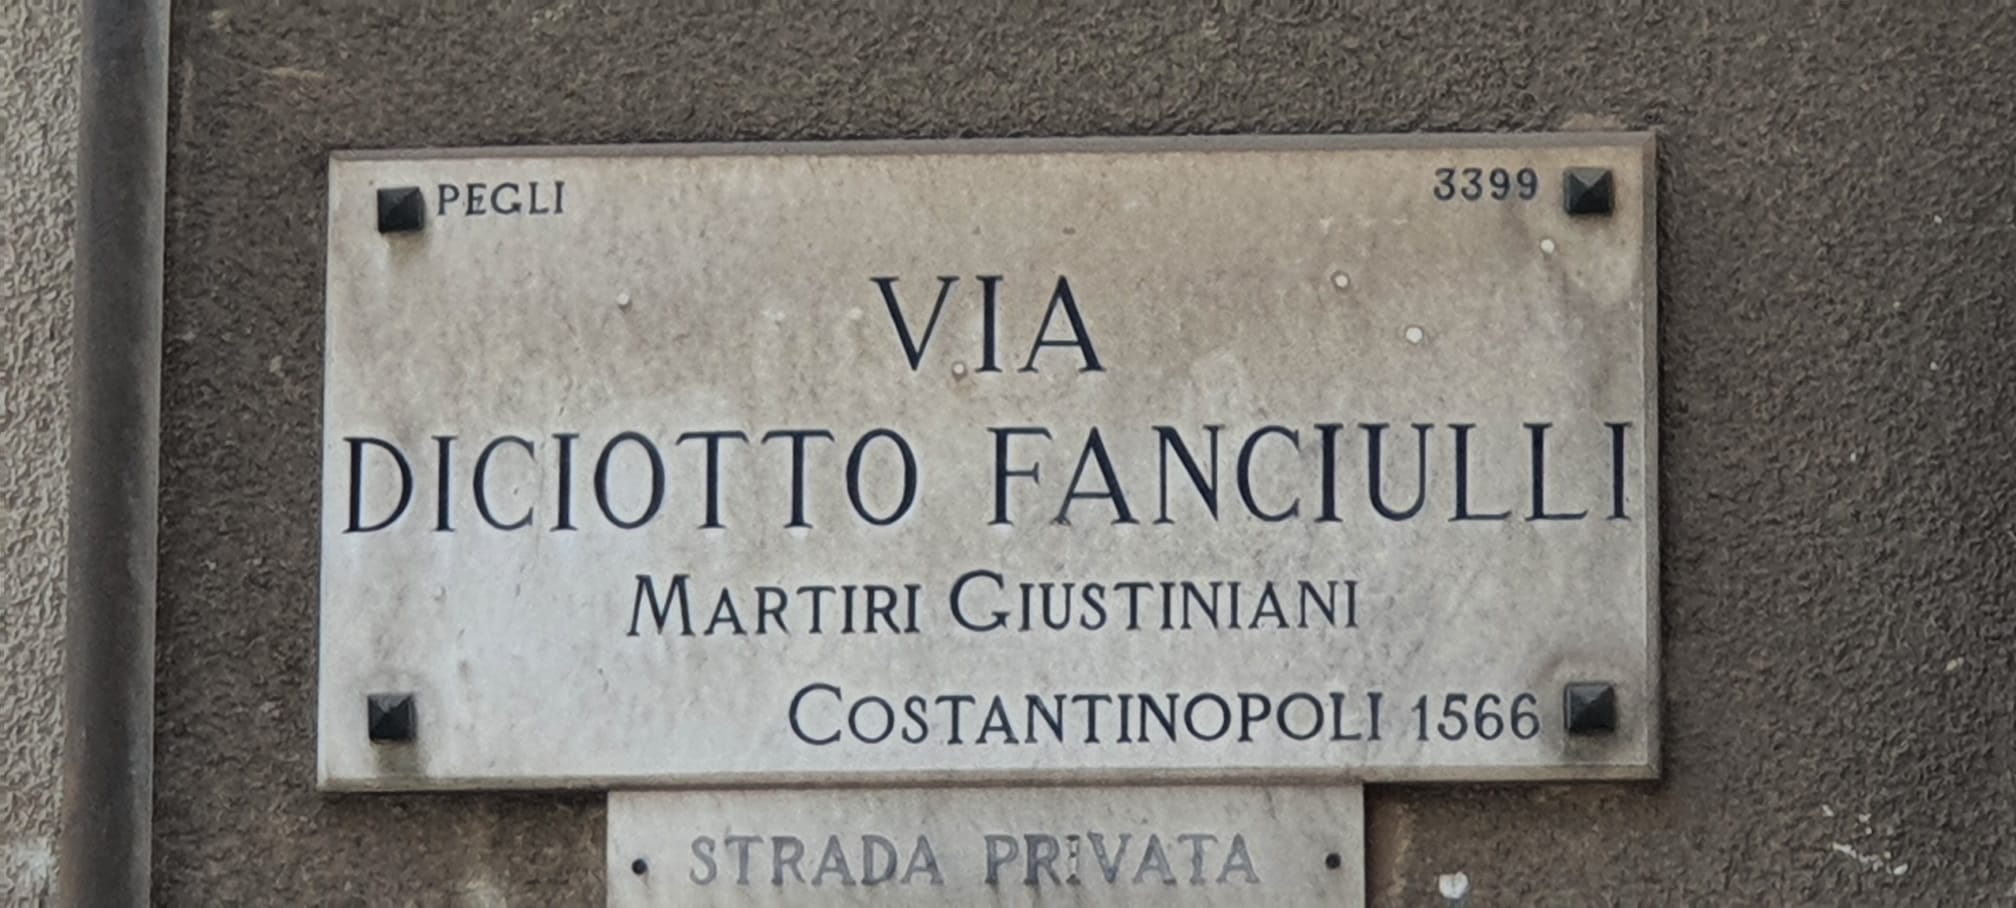 PEGLI 3399
VIA
DICIOTTO FANCIULLI
MARTIRI GIUSTINIANI
COSTANTINOPOLI 1566
STRADA PRIVATA